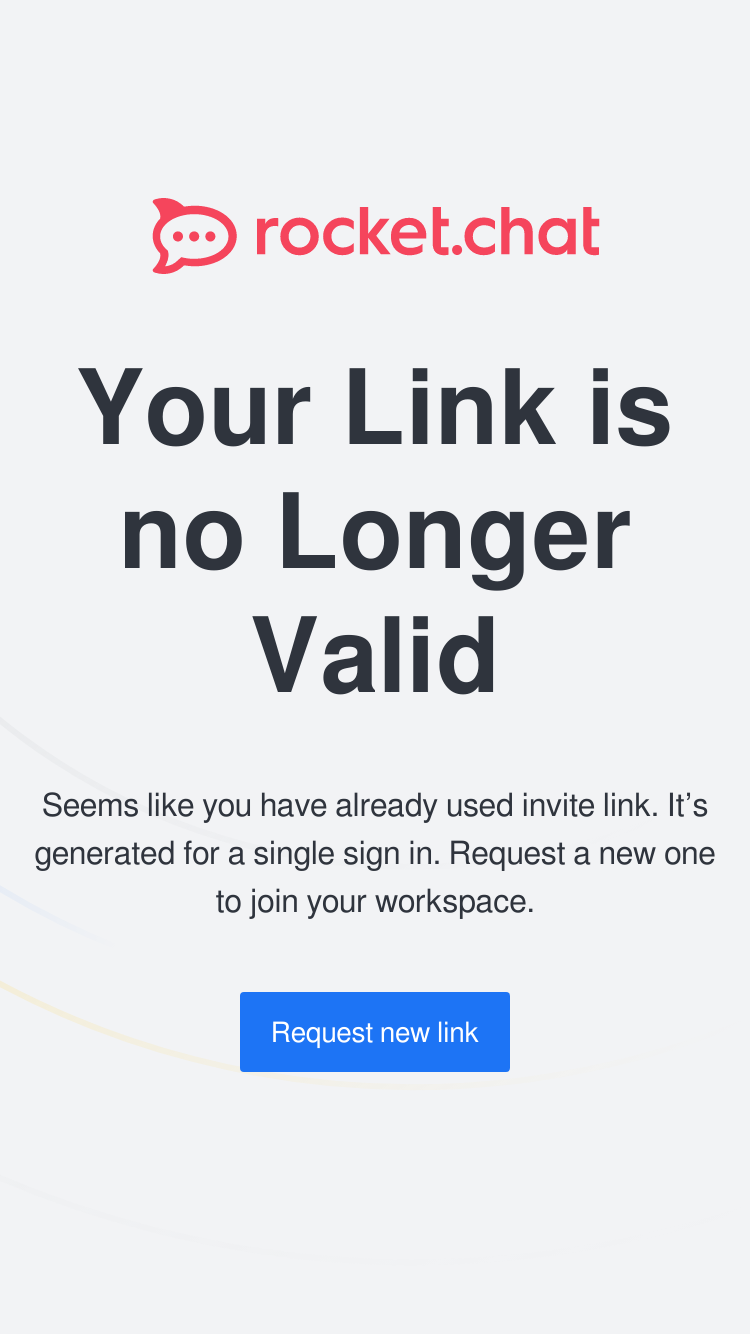 rocket.chat
Your Link is
no Longer
Valid
Seems like you have already used invite link. It’s
generated for a single sign in. Request a new one
to join your workspace.
Request new link